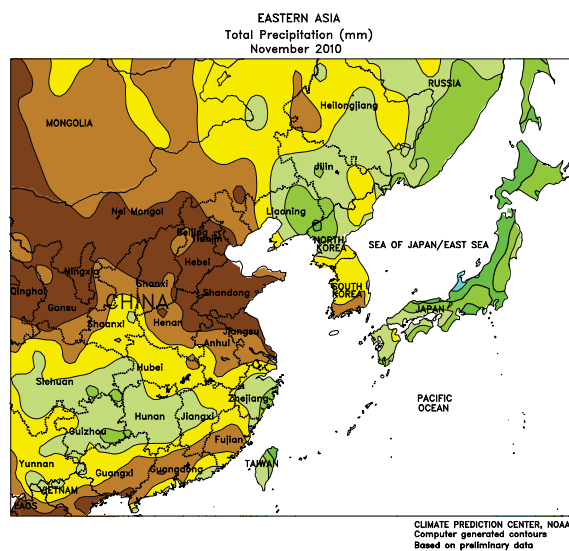 EASTERN ASIA
Total Precipitation (mm)
November 2010
RUSSIA
Heilongjiang
MONGOLIA
Jilin
Nei Mongol
Liaoning
Beijing
Tianjin
NORTH
KOREA
SEA OF JAPAN/EAST SEA
Hebei
Ningxia
Shanxi
Qinghai
SOUTH
KOREA
Shandong
CHINA
Gansu
JAPAN
Shaanxi
Henan
Jiangsu
Anhui
Hubei
Sichuan
Zhejiang
PACIFIC
OCEAN
Hunan
Jiangxi
Guizhou
Fujian
Yunnan
Guangxi
Guangdong
TAIWAN
VIETNAM
LAOS
CLIMATE PREDICTION CENTER, NOAA
Computer generated contours
Based on preliminary data